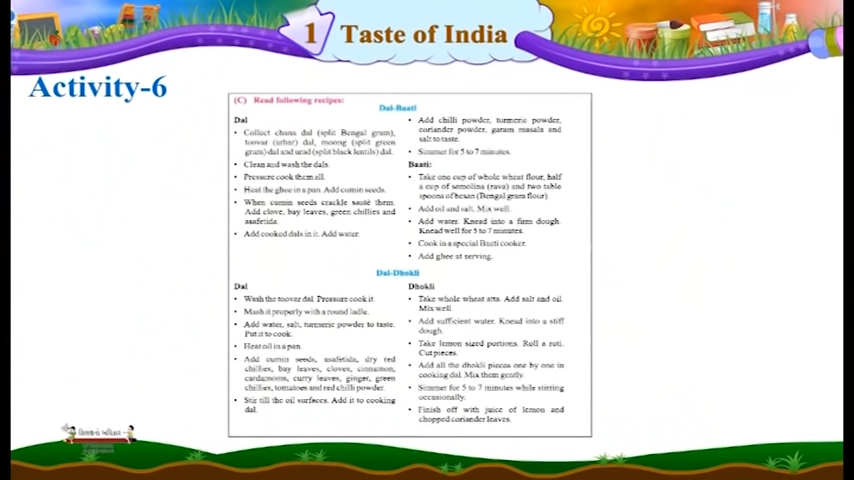 1 Taste of India
Activity-6
(C) Read following recipes:
Dal-Baati
Dal
• Collect chana dal (split Bengal gram),
toovar (arhar) dal, moong (split green
gram) dal and urad (split black lentils) dal.
• Clean and wash the dals.
• Pressure cook them all.
• Heat the ghee in a pan. Add cumin seeds.
• When cumin seeds crackle sauté them.
Add clove, bay leaves, green chillies and
asafetida.
• Add cooked dals in it. Add water.
• Add chilli powder, turmeric powder,
coriander powder, garam masala and
salt to taste.
• Simmer for 5 to 7 minutes.
Baati:
• Take one cup of whole wheat flour, half
a cup of semolina (rava) and two table
spoons of besan (Bengal gram flour).
• Add oil and salt. Mix well.
• Add water. Knead into a firm dough.
Knead well for 5 to 7 minutes.
• Cook in a special Baati cooker.
• Add ghee at serving.
Dal-Dhokli
Dal
• Wash the toovar dal. Pressure cook it.
• Mash it properly with a round ladle.
• Add water, salt, turmeric powder to taste.
Put it to cook.
• Heat oil in a pan.
• Add cumin seeds, asafetida, dry red
chillies, bay leaves, cloves, cinnamon,
cardamoms, curry leaves, ginger, green
chillies, tomatoes and red chilli powder.
• Stir till the oil surfaces. Add it to cooking
dal.
Dhokli
• Take whole wheat atta. Add salt and oil.
Mix well.
• Add sufficient water. Knead into a stiff
dough.
• Take lemon sized portions. Roll a roti.
Cut pieces.
• Add all the dhokli pieces one by one in
cooking dal. Mix them gently.
• Simmer for 5 to 7 minutes while stirring
occasionally.
• Finish off with juice of lemon and
chopped coriander leaves.